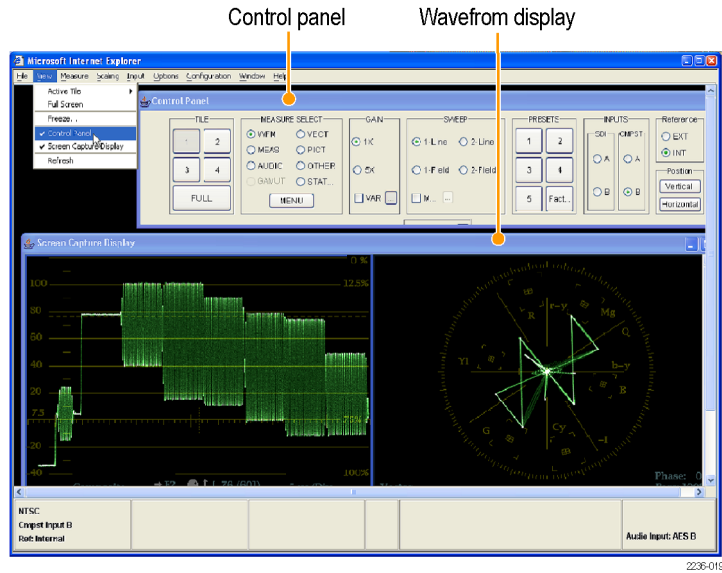 Control panel
Wavefrom display
Microsoft Internet Explorer
File View Measure Scaling Input Options Configuration Window Help
Active Tile
Full Screen
Freeze...
Control Panel
Screen Capture Display
Refresh
Control Panel
TILE
1 2
3 4
FULL
MEASURE SELECT
WFM VECT
MEAS PICT
AUDIO OTHER
GAMUT STAT...
MENU
GAIN
1X
5X
VAR ...
SWEEP
1-Line 2-Line
1-Field 2-Field
M... ...
PRESETS
1 2
3 4
5 Fact...
INPUTS
SDI CMPST
A A
B B
Reference
EXT
INT
Position
Vertical
Horizontal
Screen Capture Display
0 %
100 12.5%
80
60
40
20
7.5 75%
-20
-40 100%
R r-y Mg
Q
Yl b-y
B
G Cy -I
Phase: 0
NTSC
Cmpst Input B
Ref: Internal
Audio Input: AES B
2236-019